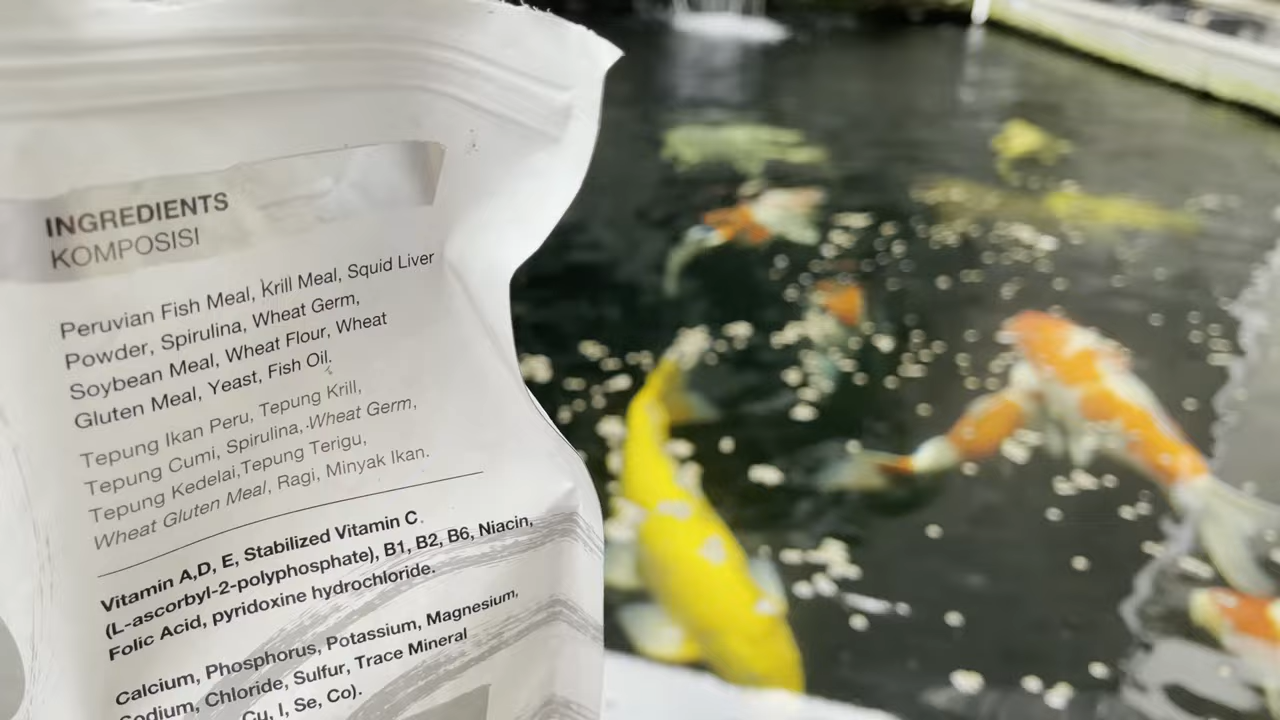 INGREDIENTS
KOMPOSISI
Peruvian Fish Meal, Krill Meal, Squid Liver
Powder, Spirulina, Wheat Germ,
Soybean Meal, Wheat Flour, Wheat
Gluten Meal, Yeast, Fish Oil.
Tepung Ikan Peru, Tepung Krill,
Tepung Cumi, Spirulina, Wheat Germ,
Tepung Kedelai,Tepung Terigu,
Wheat Gluten Meal, Ragi, Minyak Ikan.
Vitamin A,D, E, Stabilized Vitamin C
(L-ascorbyl-2-polyphosphate), B1, B2, B6, Niacin,
Folic Acid, pyridoxine hydrochloride.
Calcium, Phosphorus, Potassium, Magnesium,
Sodium, Chloride, Sulfur, Trace Mineral
Cu, I, Se, Co).